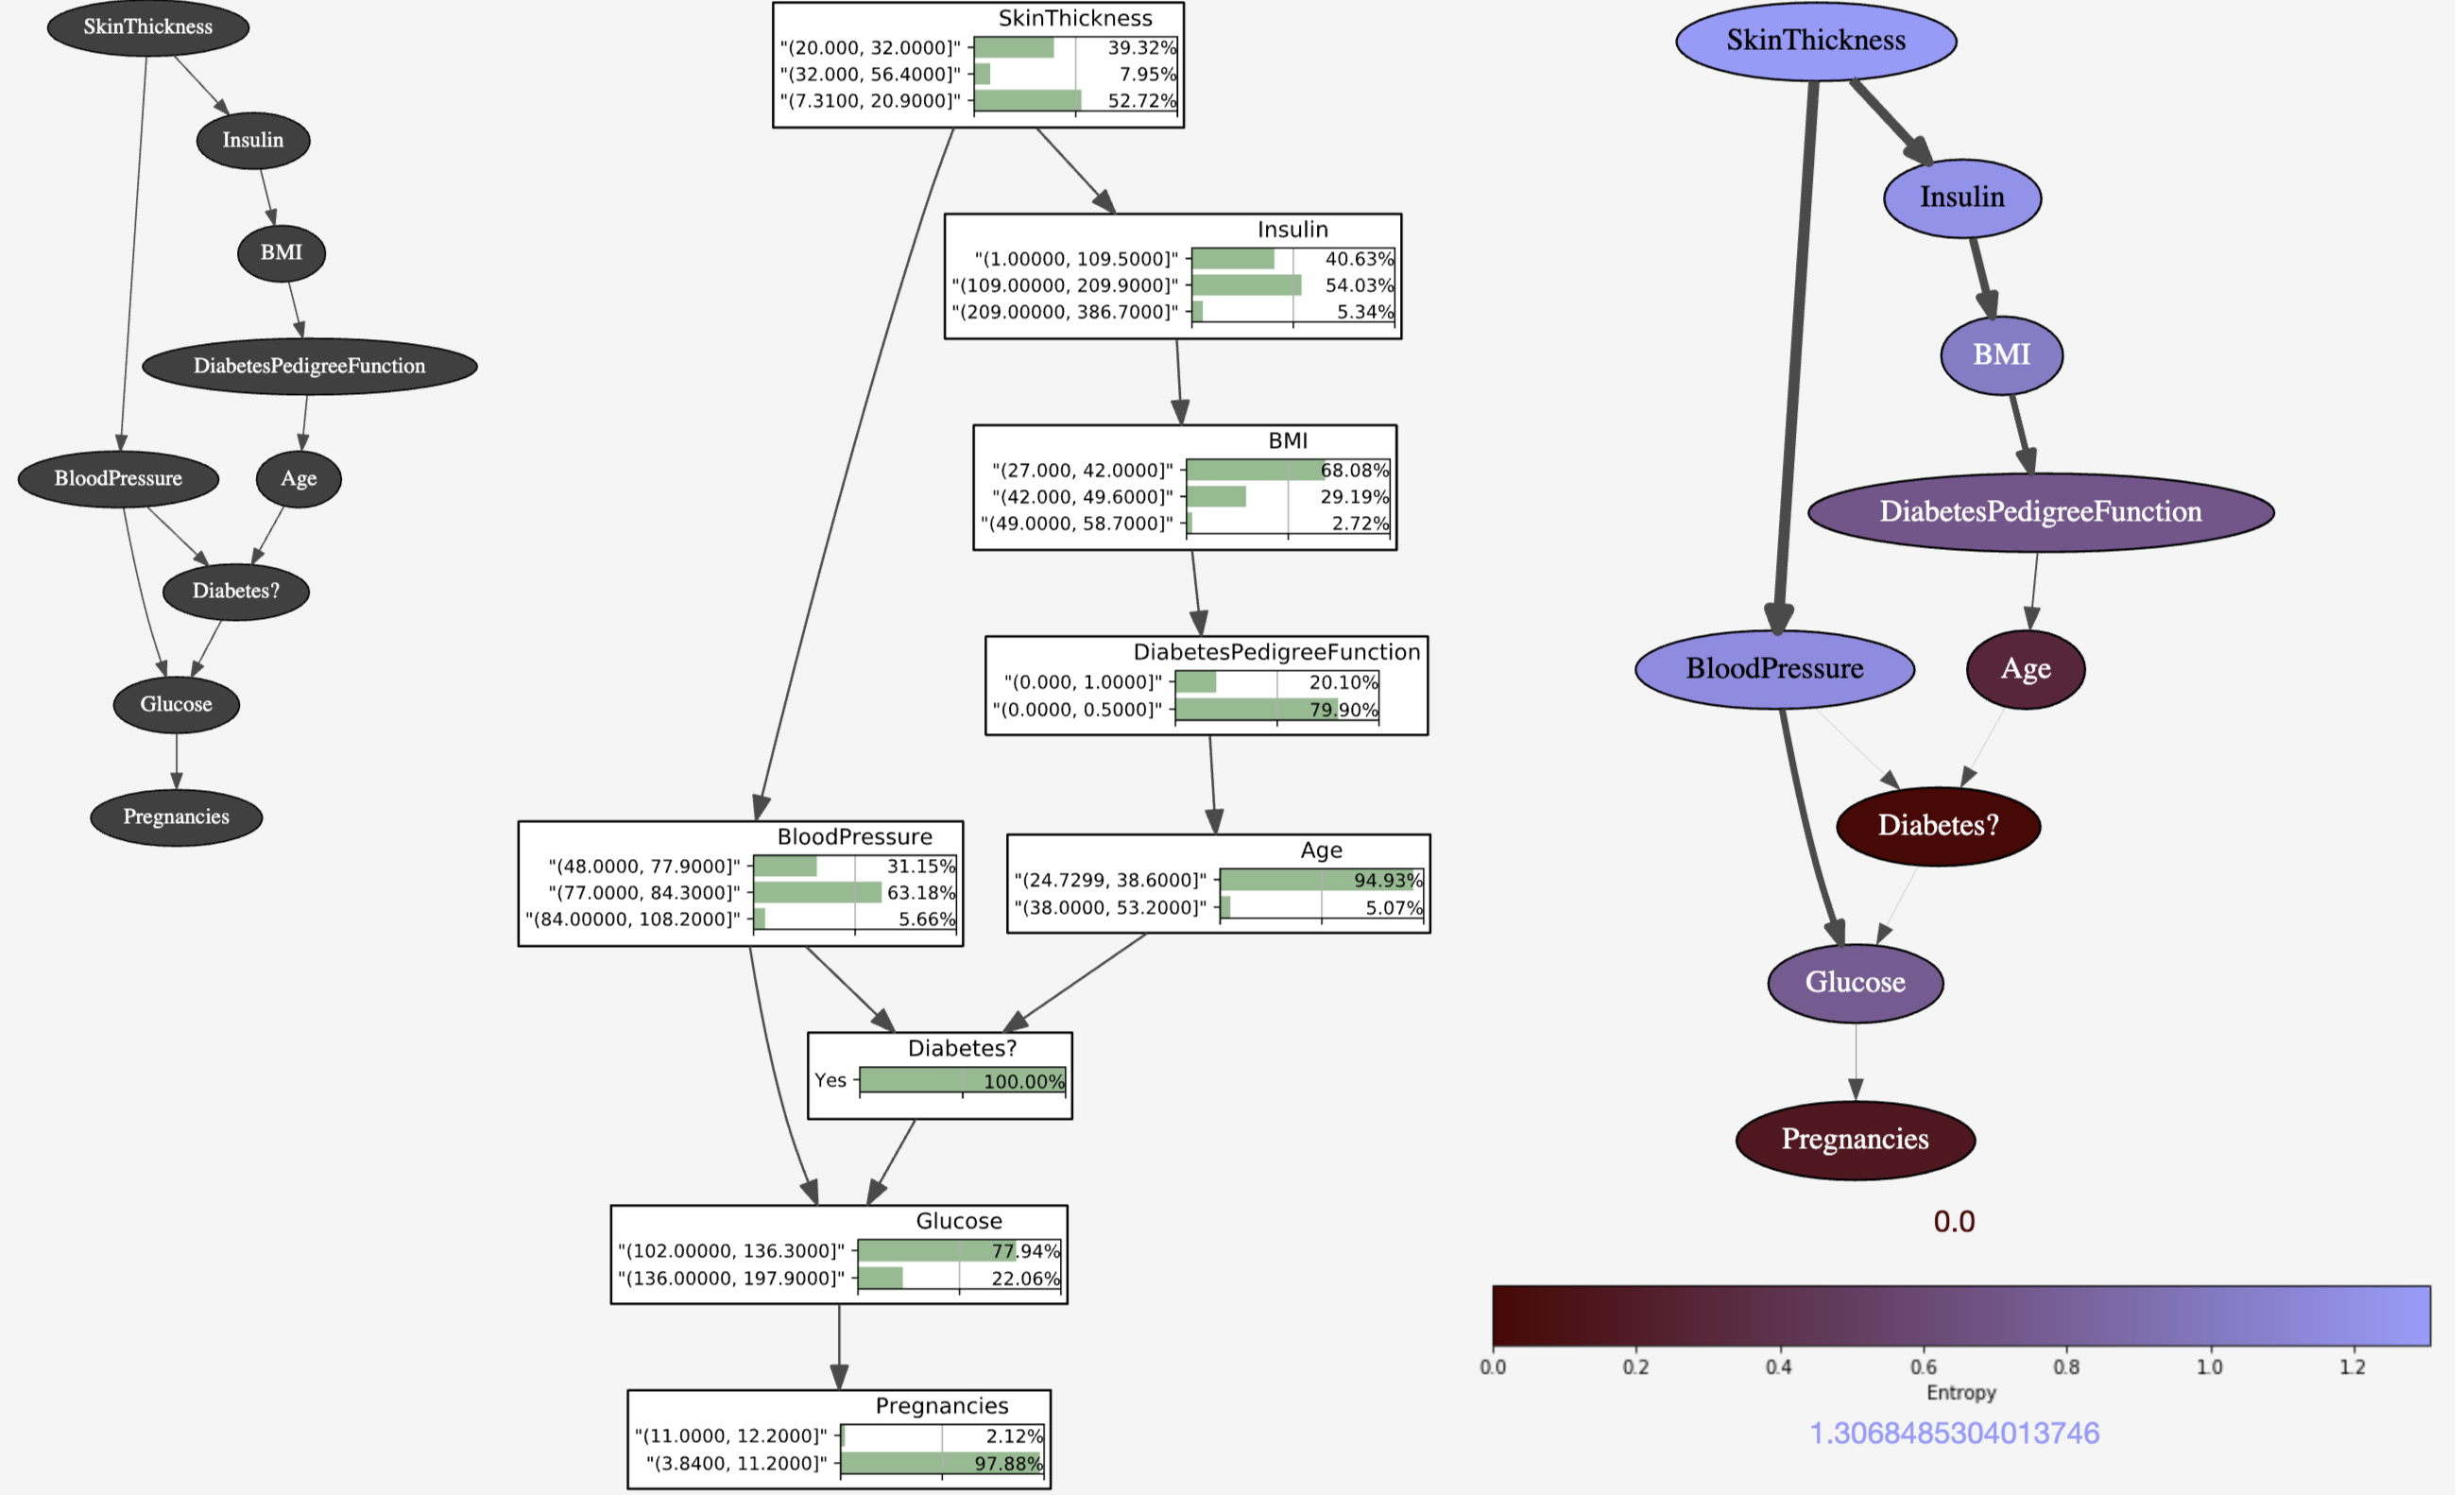 SkinThickness
Insulin
BMI
DiabetesPedigreeFunction
BloodPressure
Age
Diabetes?
Glucose
Pregnancies
SkinThickness
"(20.000, 32.0000]" 39.32%
"(32.000, 56.4000]" 7.95%
"(7.3100, 20.9000]" 52.72%
Insulin
"(1.00000, 109.5000]" 40.63%
"(109.00000, 209.9000]" 54.03%
"(209.00000, 386.7000]" 5.34%
BMI
"(27.000, 42.0000]" 68.08%
"(42.000, 49.6000]" 29.19%
"(49.0000, 58.7000]" 2.72%
DiabetesPedigreeFunction
"(0.000, 1.0000]" 20.10%
"(0.0000, 0.5000]" 79.90%
BloodPressure
"(48.0000, 77.9000]" 31.15%
"(77.0000, 84.3000]" 63.18%
"(84.00000, 108.2000]" 5.66%
Age
"(24.7299, 38.6000]" 94.93%
"(38.0000, 53.2000]" 5.07%
Diabetes?
Yes 100.00%
Glucose
"(102.00000, 136.3000]" 77.94%
"(136.00000, 197.9000]" 22.06%
Pregnancies
"(11.0000, 12.2000]" 2.12%
"(3.8400, 11.2000]" 97.88%
SkinThickness
Insulin
BMI
DiabetesPedigreeFunction
BloodPressure
Age
Diabetes?
Glucose
Pregnancies
0.0
0.0 0.2 0.4 0.6 0.8 1.0 1.2
Entropy
1.3068485304013746